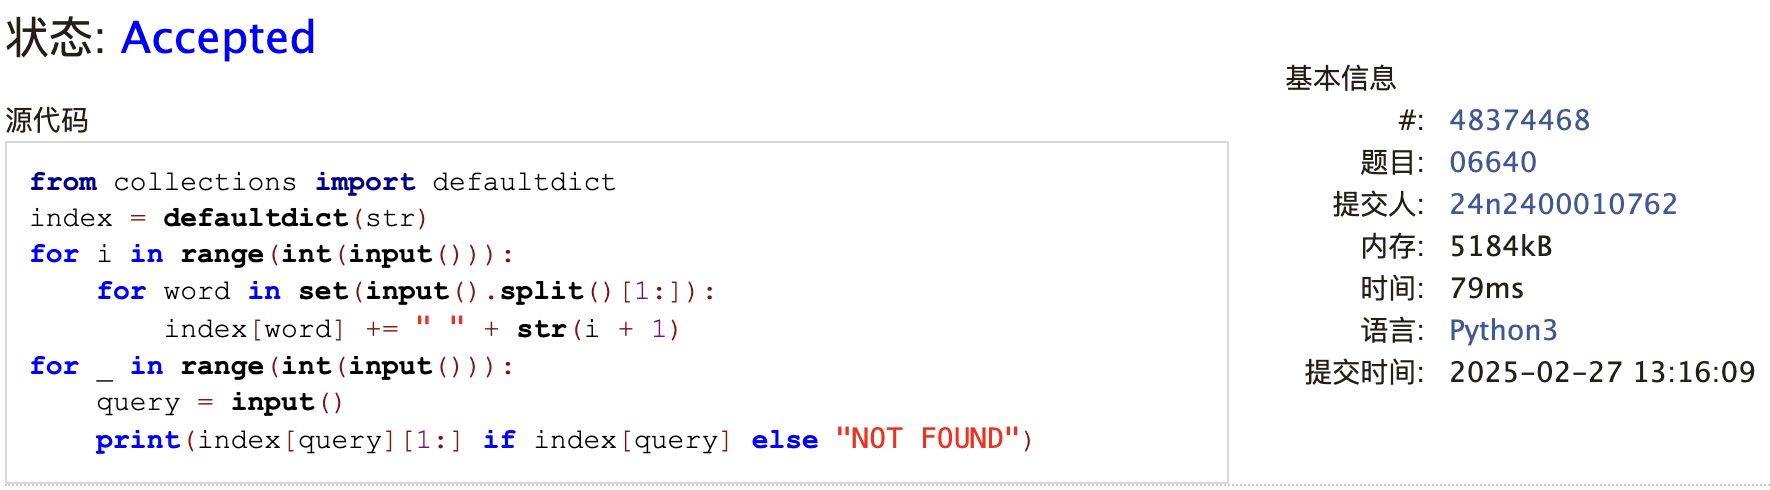 状态: Accepted
源代码
from collections import defaultdict
index = defaultdict(str)
for i in range(int(input())):
    for word in set(input().split()[1:]):
        index[word] += " " + str(i + 1)
for _ in range(int(input())):
    query = input()
    print(index[query][1:] if index[query] else "NOT FOUND")
基本信息
#: 48374468
题目: 06640
提交人: 24n2400010762
内存: 5184kB
时间: 79ms
语言: Python3
提交时间: 2025-02-27 13:16:09